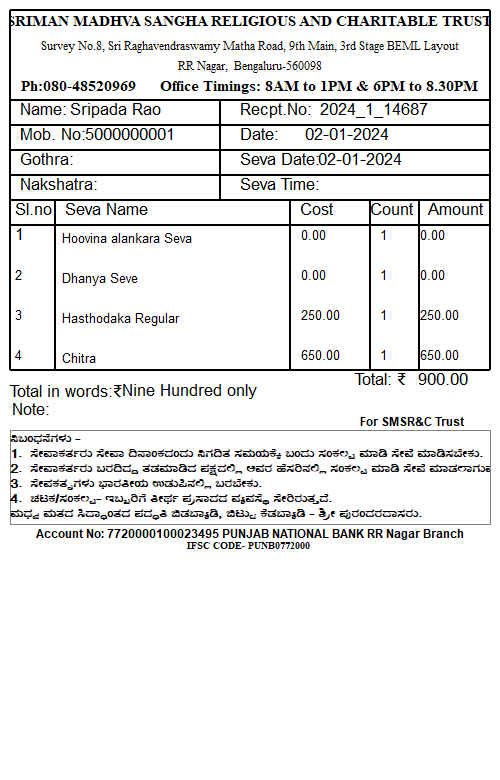 SRIMAN MADHVA SANGHA RELIGIOUS AND CHARITABLE TRUST
Survey No.8, Sri Raghavendraswamy Matha Road, 9th Main, 3rd Stage BEML Layout
RR Nagar, Bengaluru-560098
Ph:080-48520969 Office Timings: 8AM to 1PM & 6PM to 8.30PM
Name: Sripada Rao Recpt.No: 2024_1_14687
Mob. No:5000000001 Date: 02-01-2024
Gothra: Seva Date:02-01-2024
Nakshatra: Seva Time:
Sl.no Seva Name Cost Count Amount
1 Hoovina alankara Seva 0.00 1 0.00
2 Dhanya Seve 0.00 1 0.00
3 Hasthodaka Regular 250.00 1 250.00
4 Chitra 650.00 1 650.00
Total: ₹ 900.00
Total in words:₹Nine Hundred only
Note:
For SMSR&C Trust
ನಿಬಂಧನೆಗಳು -
1. ಸೇವಾಕರ್ತರು ಸೇವಾ ದಿನಾಂಕದಂದು ನಿಗದಿತ ಸಮಯಕ್ಕೆ ಬಂದು ಸಂಕಲ್ಪ ಮಾಡಿ ಸೇವೆ ಮಾಡಿಸಬೇಕು.
2. ಸೇವಾಕರ್ತರು ಬರದಿದ್ದ ತಡಮಾಡಿದ ಪಕ್ಷದಲ್ಲಿ ಅವರ ಹೆಸರಿನಲ್ಲಿ ಸಂಕಲ್ಪ ಮಾಡಿ ಸೇವೆ ಮಾಡಲಾಗುವ
3. ಸೇವಕರ್ತೃಗಳು ಭಾರತೀಯ ಉಡುಪಿನಲ್ಲಿ ಬರಬೇಕು.
4. ಚಟಕ/ಸಂಕಲ್ಪ- ಇಬ್ಬರಿಗೆ ತೀರ್ಥ ಪ್ರಸಾದದ ವ್ಯವಸ್ಥೆ ಸೇರಿರುತ್ತದೆ.
ಮಧ್ವ ಮತದ ಸಿದ್ಧಾಂತದ ಪದ್ಧತಿ ಬಿಡಬ್ಯಾಡಿ, ಬಿಟ್ಟು ಕೆಡಬ್ಯಾಡಿ - ಶ್ರೀ ಪುರಂದರದಾಸರು.
Account No: 7720000100023495 PUNJAB NATIONAL BANK RR Nagar Branch
IFSC CODE- PUNB0772000